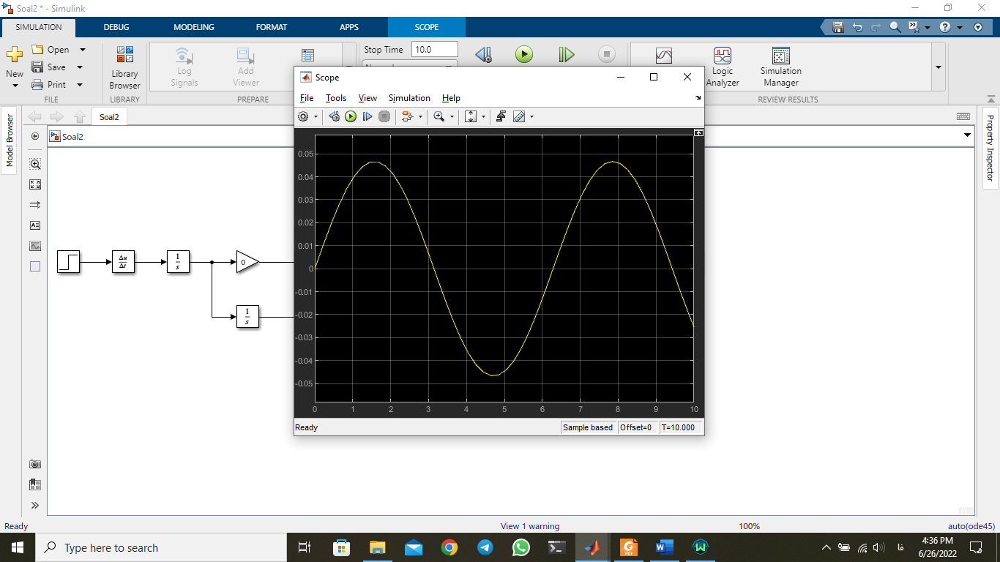 Soal2 * - Simulink
SIMULATION DEBUG MODELING FORMAT APPS SCOPE
New
Open
Save
Print
FILE
Library
Browser
LIBRARY
Log
Signals
Add
Viewer
PREPARE
Stop Time 10.0
Logic
Analyzer
Simulation
Manager
REVIEW RESULTS
Model Browser
Soal2
Soal2
Property Inspector
Scope
File Tools View Simulation Help
0.05
0.04
0.03
0.02
0.01
0
-0.01
-0.02
-0.03
-0.04
-0.05
0 1 2 3 4 5 6 7 8 9 10
Ready Sample based Offset=0 T=10.000
Δu
Δt
1
s
0
1
s
Ready View 1 warning 100% auto(ode45)
Type here to search
فا
4:36 PM
6/26/2022